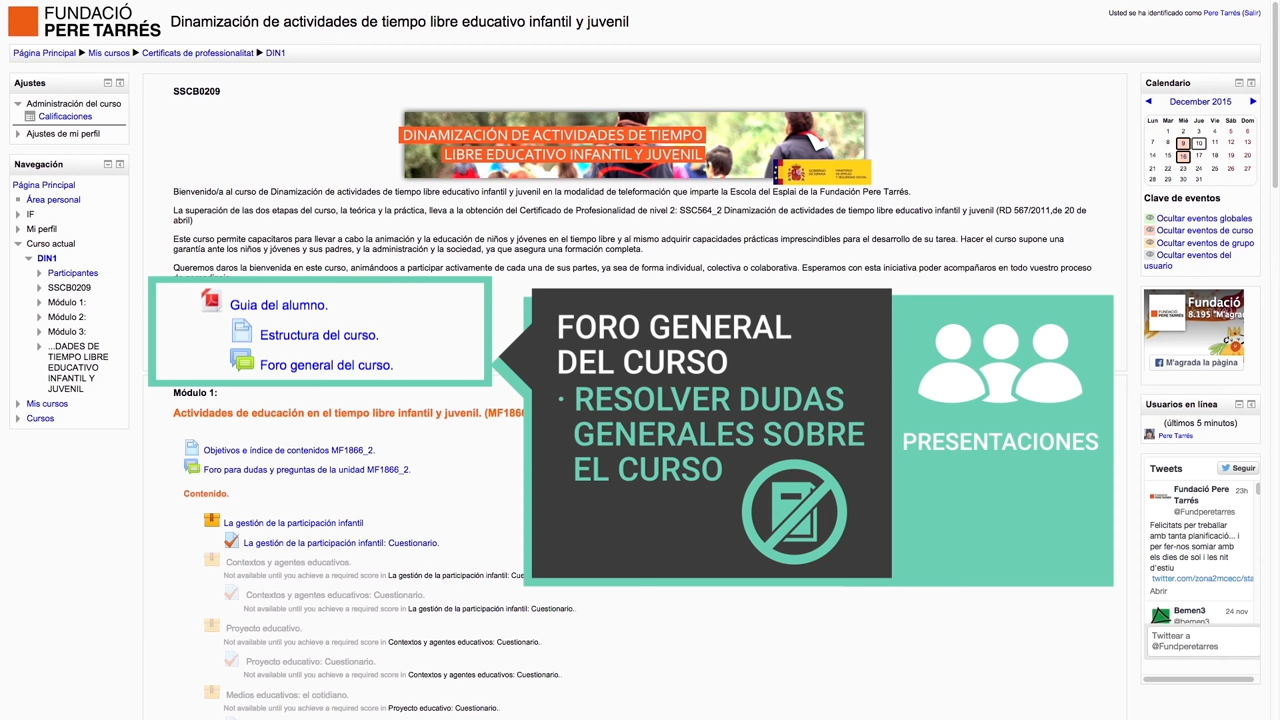 FUNDACIÓ
PERE TARRÉS
Dinamización de actividades de tiempo libre educativo infantil y juvenil
Usted se ha identificado como Pere Tarrés (Salir)
Página Principal ▶ Mis cursos ▶ Certificats de professionalitat ▶ DIN1
Ajustes
Administración del curso
Calificaciones
Ajustes de mi perfil
Navegación
Página Principal
Área personal
IF
Mi perfil
Curso actual
DIN1
Participantes
SSCB0209
Módulo 1:
Módulo 2:
Módulo 3:
...DADES DE
TIEMPO LIBRE
EDUCATIVO
INFANTIL Y
JUVENIL
Mis cursos
Cursos
SSCB0209
DINAMIZACIÓN DE ACTIVIDADES DE TIEMPO
LIBRE EDUCATIVO INFANTIL Y JUVENIL
Bienvenido/a al curso de Dinamización de actividades de tiempo libre educativo infantil y juvenil en la modalidad de teleformación que imparte la Escola del Esplai de la Fundación Pere Tarrés.
La superación de las dos etapas del curso, la teórica y la práctica, lleva a la obtención del Certificado de Profesionalidad de nivel 2: SSC564_2 Dinamización de actividades de tiempo libre educativo infantil y juvenil (RD 567/2011,de 20 de
abril)
Este curso permite capacitaros para llevar a cabo la animación y la educación de niños y jóvenes en el tiempo libre y al mismo adquirir capacidades prácticas imprescindibles para el desarrollo de su tarea. Hacer el curso supone una
garantía ante los niños y jóvenes y sus padres, y la administración y la sociedad, ya que asegura una formación completa.
Queremos daros la bienvenida en este curso, animándoos a participar activamente de cada una de sus partes, ya sea de forma individual, colectiva o colaborativa. Esperamos con esta iniciativa poder acompañaros en todo vuestro proceso
Guia del alumno.
Estructura del curso.
Foro general del curso.
FORO GENERAL
DEL CURSO
· RESOLVER DUDAS
GENERALES SOBRE
EL CURSO
PRESENTACIONES
Módulo 1:
Actividades de educación en el tiempo libre infantil y juvenil. (MF1866
Objetivos e índice de contenidos MF1866_2.
Foro para dudas y preguntas de la unidad MF1866_2.
Contenido.
La gestión de la participación infantil
La gestión de la participación infantil: Cuestionario.
Contextos y agentes educativos.
Not available until you achieve a required score in La gestión de la participación infantil: Cue
Contextos y agentes educativos: Cuestionario.
Not available until you achieve a required score in La gestión de la participación infantil: Cuestionario..
Proyecto educativo.
Not available until you achieve a required score in Contextos y agentes educativos: Cuestionario..
Proyecto educativo: Cuestionario.
Not available until you achieve a required score in Contextos y agentes educativos: Cuestionario..
Medios educativos: el cotidiano.
Not available until you achieve a required score in Proyecto educativo: Cuestionario..
Calendario
◀ December 2015 ▶
Lun Mar Mié Jue Vie Sáb Dom
1 2 3 4 5 6
7 8 9 10 11 12 13
14 15 16 17 18 19 20
21 22 23 24 25 26 27
28 29 30 31
Clave de eventos
Ocultar eventos globales
Ocultar eventos de curso
Ocultar eventos de grupo
Ocultar eventos del
usuario
Fundació
8.195 "M'agrada
FUNDACIÓ
PERE TARRÉS
M'agrada la pàgina
Usuarios en línea
(últimos 5 minutos)
Pere Tarrés
Tweets
Seguir
Fundació Pere 23h
Tarrés
@Fundperetarres
Felicitats per treballar
amb tanta planificació... i
per fer-nos somiar amb
els dies de sol i les nit
d'estiu
twitter.com/zona2mcecc/sta
Abrir
Bemen3 24 nov
@bemen3
Twittear a
@Fundperetarres